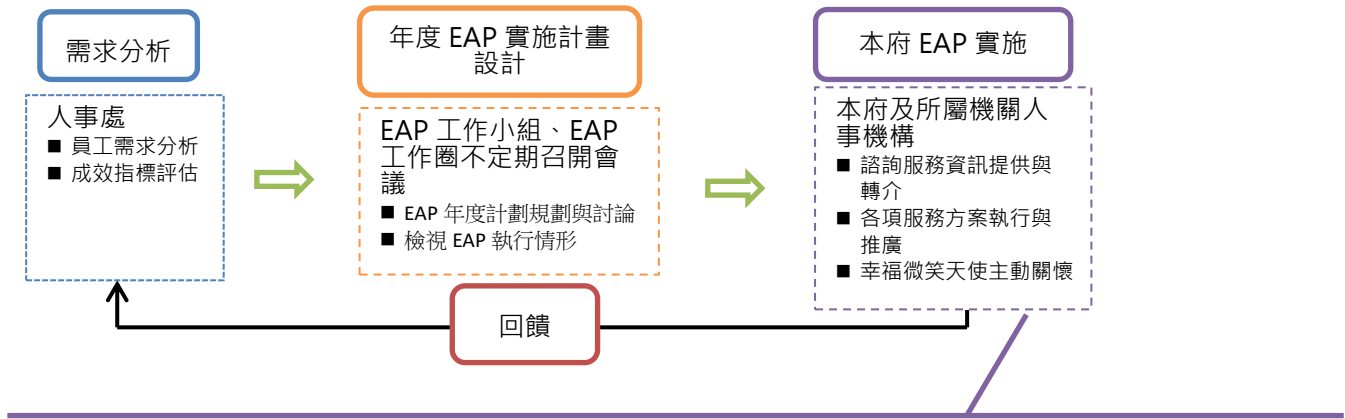 需求分析
人事處
■ 員工需求分析
■ 成效指標評估
年度 EAP 實施計畫
設計
EAP 工作小組、EAP
工作圈不定期召開會
議
■ EAP 年度計劃規劃與討論
■ 檢視 EAP 執行情形
本府 EAP 實施
本府及所屬機關人
事機構
■ 諮詢服務資訊提供與
轉介
■ 各項服務方案執行與
推廣
■ 幸福微笑天使主動關懷
回饋